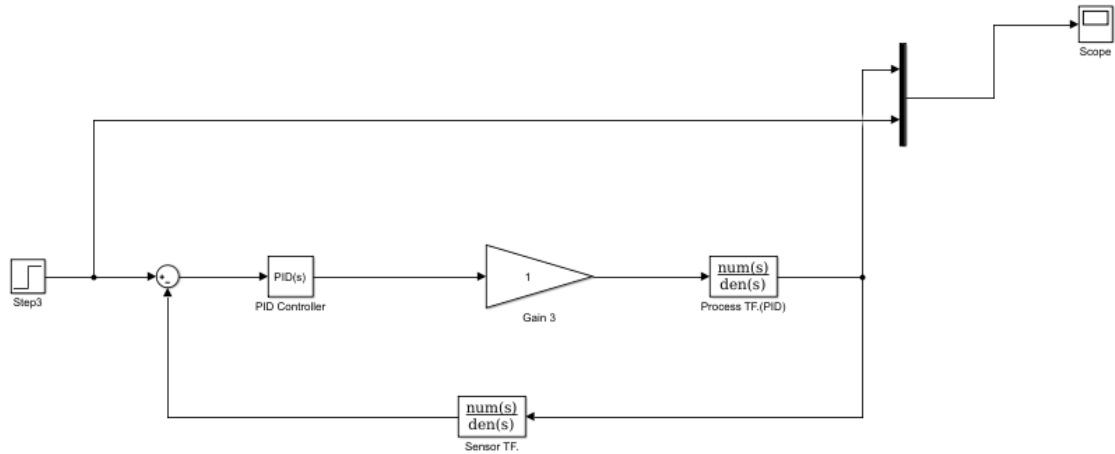 Scope
Step3
+
-
PID(s)
PID Controller
1
Gain 3
num(s)
den(s)
Process TF.(PID)
num(s)
den(s)
Sensor TF.